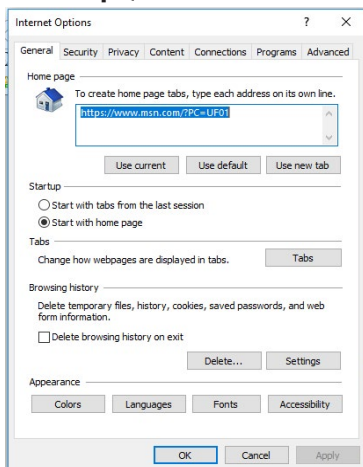 Internet Options ? ×
General Security Privacy Content Connections Programs Advanced
Home page
To create home page tabs, type each address on its own line.
https://www.msn.com/?PC=UF01
Use current Use default Use new tab
Startup
Start with tabs from the last session
Start with home page
Tabs
Change how webpages are displayed in tabs. Tabs
Browsing history
Delete temporary files, history, cookies, saved passwords, and web
form information.
Delete browsing history on exit
Delete... Settings
Appearance
Colors Languages Fonts Accessibility
OK Cancel Apply